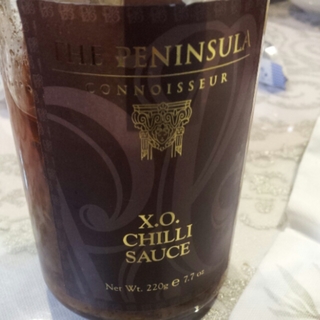 THE PENINSULA
CONNOISSEUR
X.O.
CHILLI
SAUCE
Net Wt. 220g e 7.7 oz